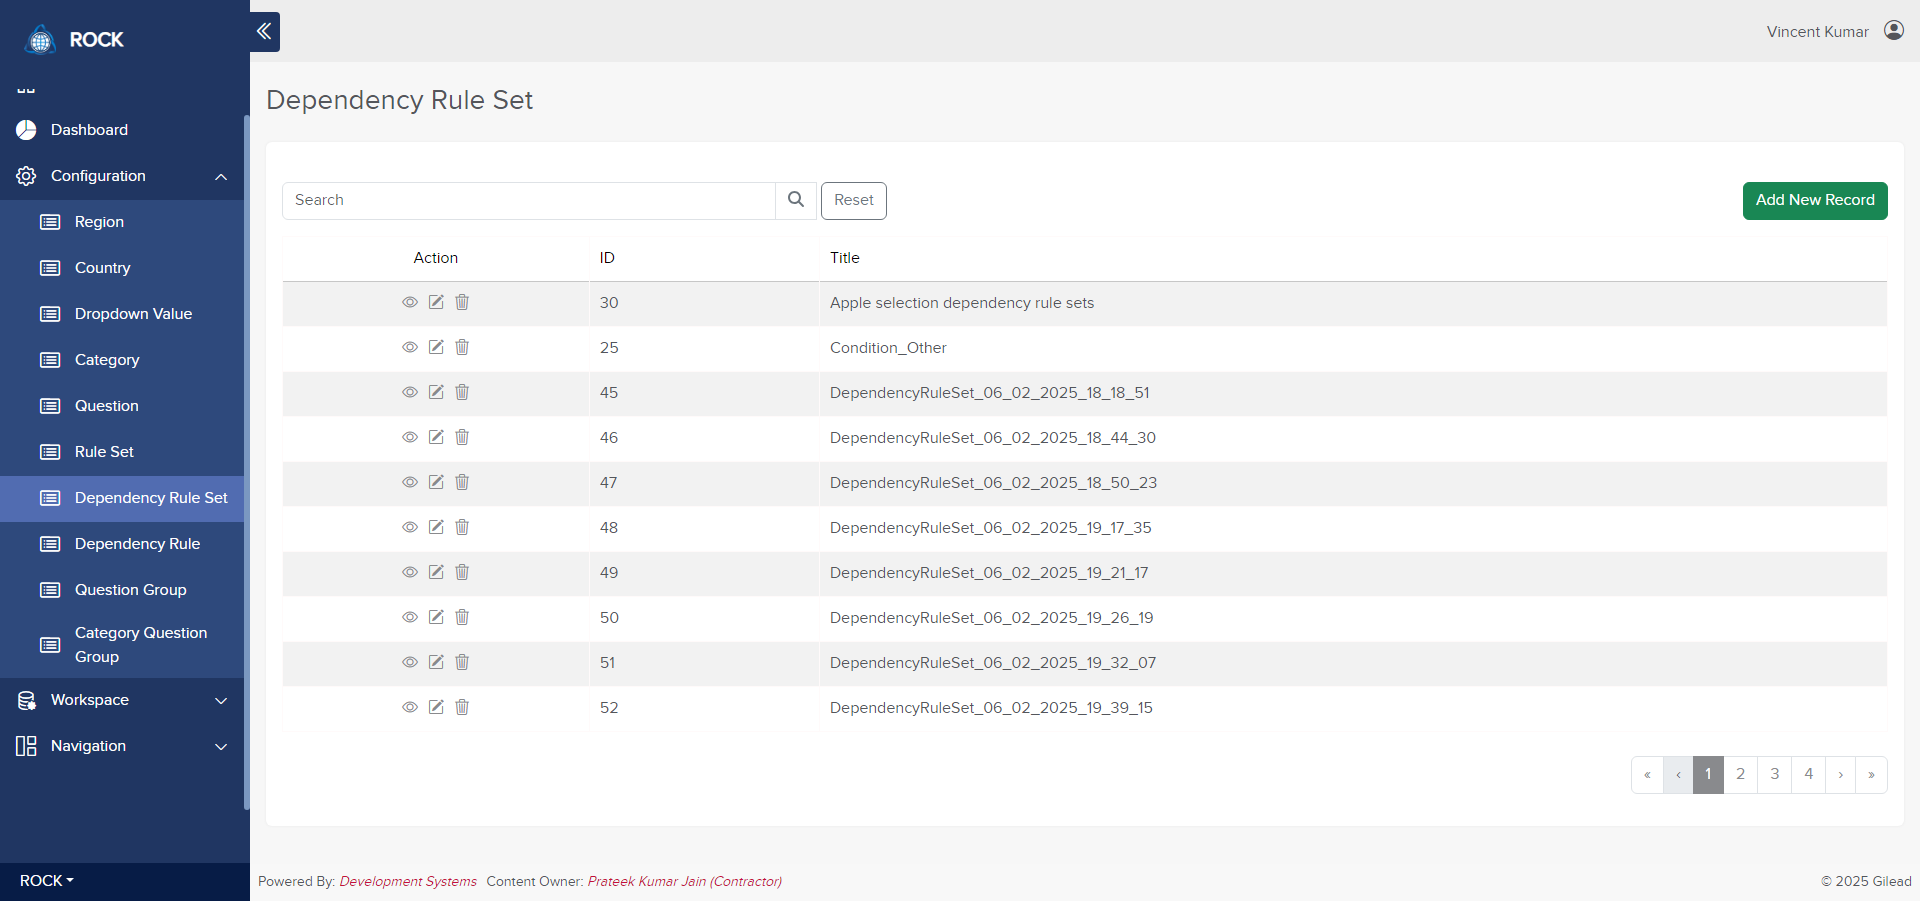 ROCK
Vincent Kumar
Dependency Rule Set
Dashboard
Configuration
Region
Country
Dropdown Value
Category
Question
Rule Set
Dependency Rule Set
Dependency Rule
Question Group
Category Question
Group
Workspace
Navigation
ROCK
Search
Reset
Add New Record
Action ID Title
30 Apple selection dependency rule sets
25 Condition_Other
45 DependencyRuleSet_06_02_2025_18_18_51
46 DependencyRuleSet_06_02_2025_18_44_30
47 DependencyRuleSet_06_02_2025_18_50_23
48 DependencyRuleSet_06_02_2025_19_17_35
49 DependencyRuleSet_06_02_2025_19_21_17
50 DependencyRuleSet_06_02_2025_19_26_19
51 DependencyRuleSet_06_02_2025_19_32_07
52 DependencyRuleSet_06_02_2025_19_39_15
« ‹ 1 2 3 4 › »
Powered By: Development Systems Content Owner: Prateek Kumar Jain (Contractor)
© 2025 Gilead